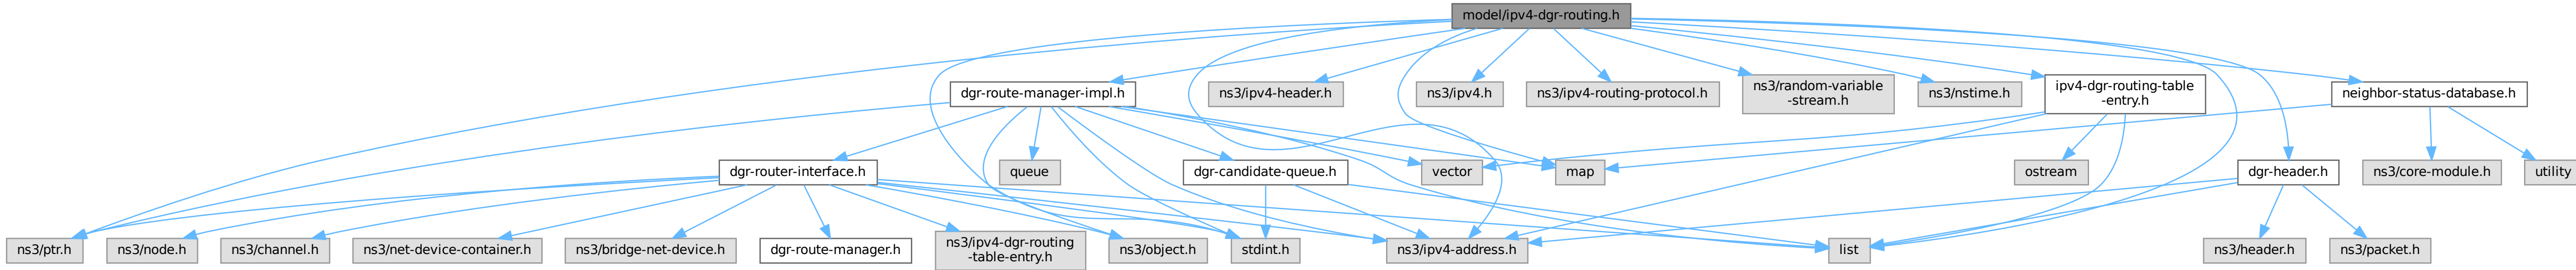 model/ipv4-dgr-routing.h
dgr-route-manager-impl.h
ns3/ipv4-header.h
ns3/ipv4.h
ns3/ipv4-routing-protocol.h
ns3/random-variable
-stream.h
ns3/nstime.h
ipv4-dgr-routing-table
-entry.h
neighbor-status-database.h
dgr-router-interface.h
queue
dgr-candidate-queue.h
vector
map
ostream
dgr-header.h
ns3/core-module.h
utility
ns3/ptr.h
ns3/node.h
ns3/channel.h
ns3/net-device-container.h
ns3/bridge-net-device.h
dgr-route-manager.h
ns3/ipv4-dgr-routing
-table-entry.h
ns3/object.h
stdint.h
ns3/ipv4-address.h
list
ns3/header.h
ns3/packet.h